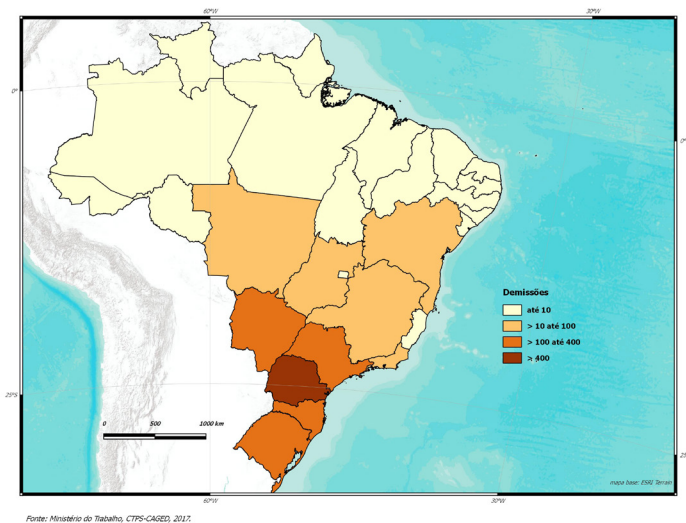 60°W
30°W
0°
0°
Demissões
até 10
> 10 até 100
> 100 até 400
> 400
25°S
0 500 1000 km
25
mapa base: ESRI Terrain
60°W
30°W
Fonte: Ministério do Trabalho, CTPS-CAGED, 2017.